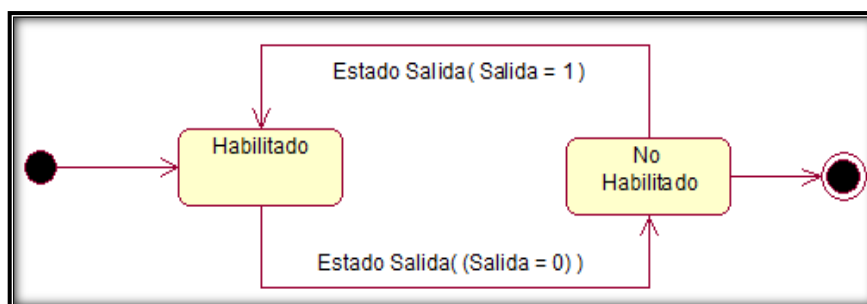 Estado Salida( Salida = 1 )
Habilitado
No
Habilitado
Estado Salida( (Salida = 0) )